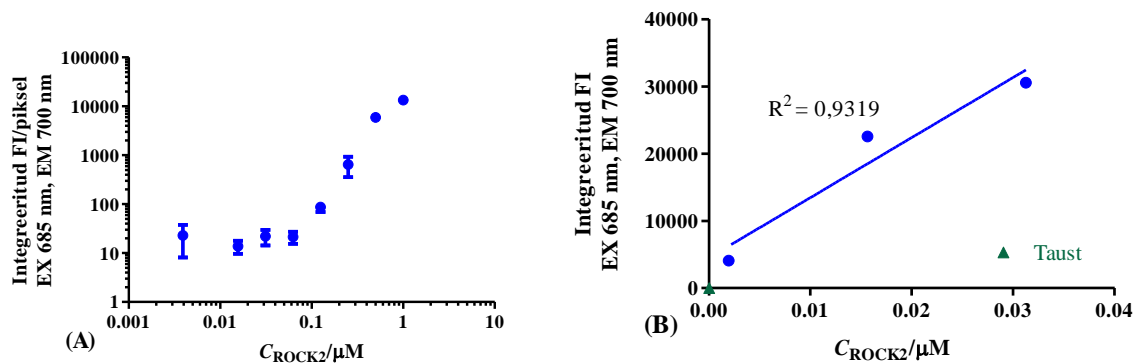 Integreeritud FI/piksel
EX 685 nm, EM 700 nm
100000
10000
1000
100
10
1
0.001
0.01
0.1
1
10
(A)
C_ROCK2/µM
Integreeritud FI
EX 685 nm, EM 700 nm
40000
30000
20000
10000
0
R² = 0,9319
Taust
0.00
0.01
0.02
0.03
0.04
(B)
C_ROCK2/µM